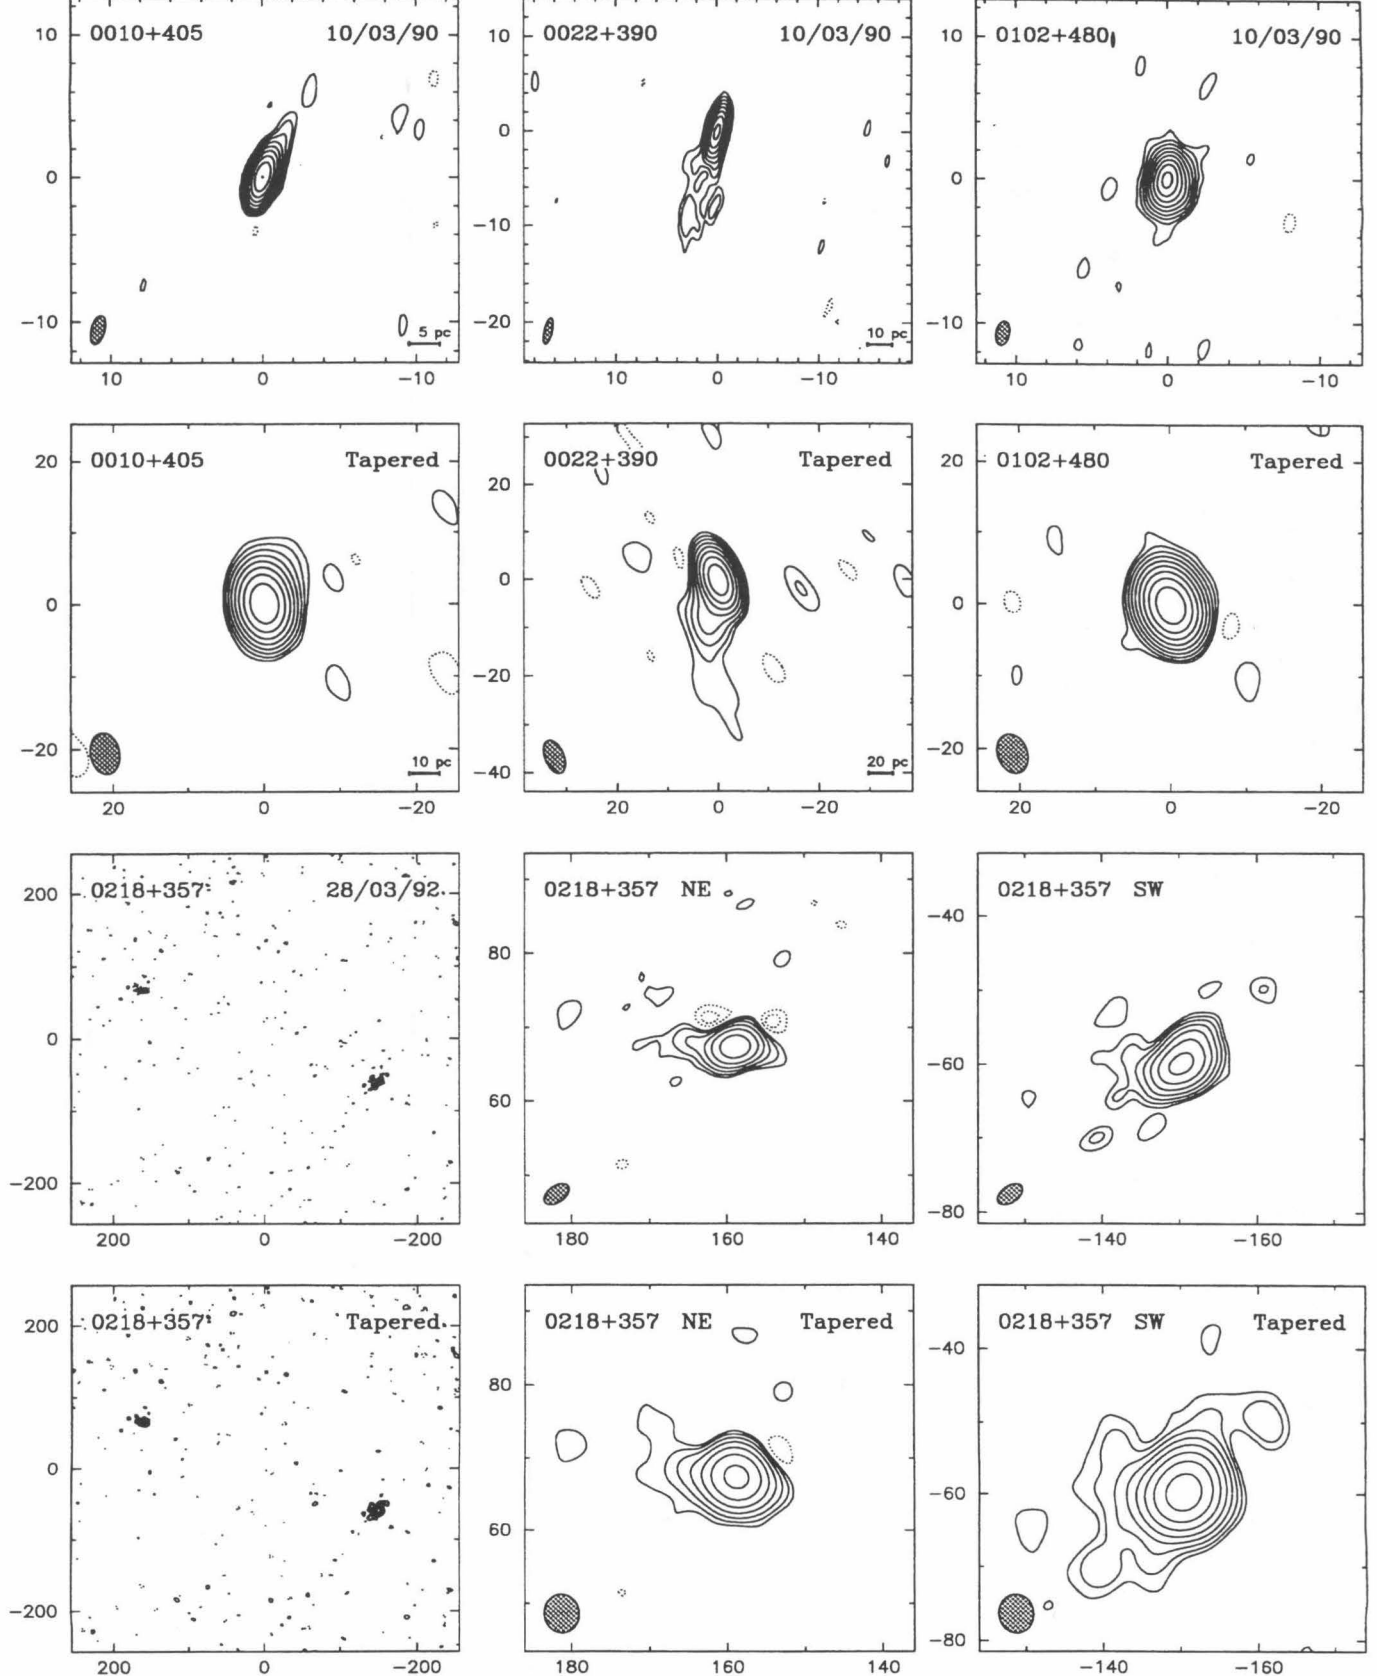 0010+405 10/03/90
10
0
−10
5 pc
10 0 −10
0022+390 10/03/90
10
0
−10
−20
10 pc
10 0 −10
0102+480 10/03/90
10
0
−10
10 0 −10
0010+405 Tapered
20
0
−20
10 pc
20 0 −20
0022+390 Tapered
20
0
−20
−40
20 pc
20 0 −20
0102+480 Tapered
20
0
−20
20 0 −20
0218+357 28/03/92
200
0
−200
200 0 −200
0218+357 NE
80
60
180 160 140
0218+357 SW
−40
−60
−80
−140 −160
0218+357 Tapered
200
0
−200
200 0 −200
0218+357 NE Tapered
80
60
180 160 140
0218+357 SW Tapered
−40
−60
−80
−140 −160